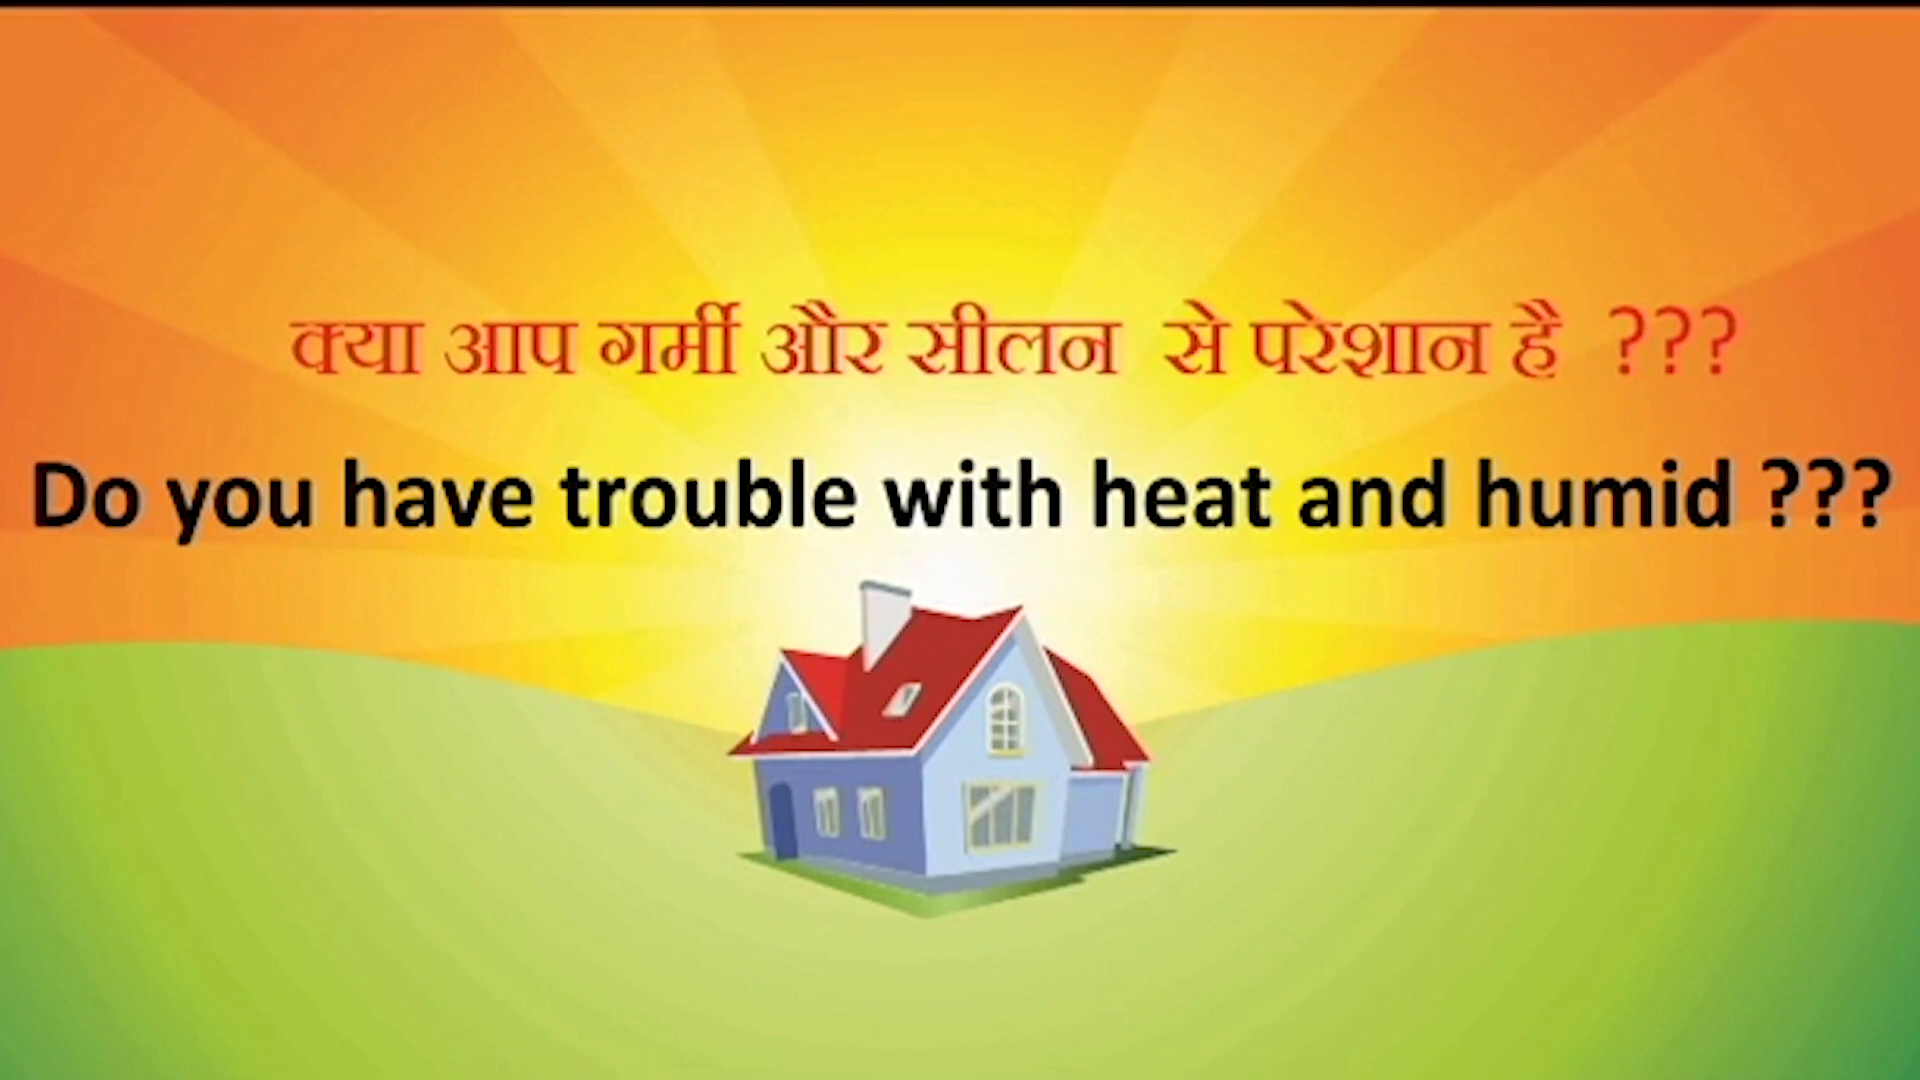 क्या आप गर्मी और सीलन से परेशान है ???
Do you have trouble with heat and humid ???